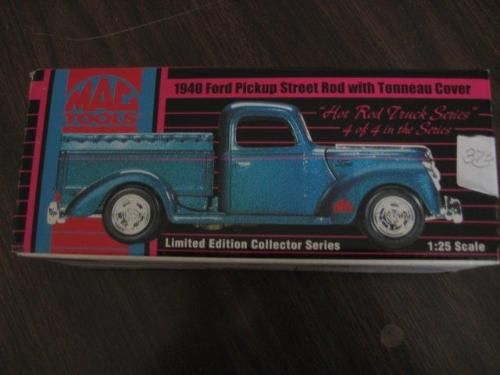 MAC
TOOLS
1940 Ford Pickup Street Rod with Tonneau Cover
"Hot Rod Truck Series"
4 of 4 in the Series
Limited Edition Collector Series
1:25 Scale